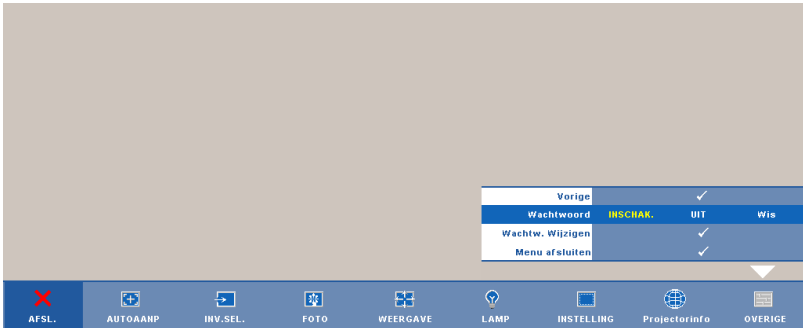 Vorige
Wachtwoord INSCHAK. UIT Wis
Wachtw. Wijzigen
Menu afsluiten
AFSL. AUTOAANP INV.SEL. FOTO WEERGAVE LAMP INSTELLING Projectorinfo OVERIGE